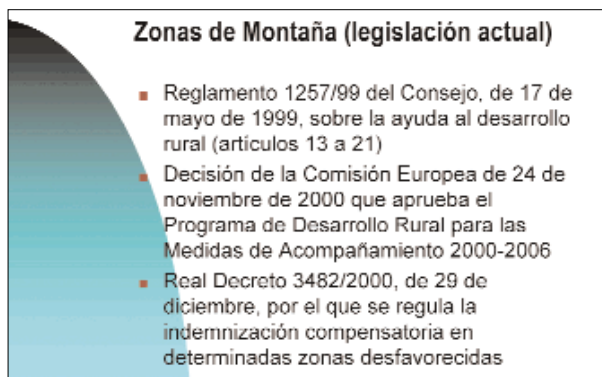 Zonas de Montaña (legislación actual)
Reglamento 1257/99 del Consejo, de 17 de
mayo de 1999, sobre la ayuda al desarrollo
rural (artículos 13 a 21)
Decisión de la Comisión Europea de 24 de
noviembre de 2000 que aprueba el
Programa de Desarrollo Rural para las
Medidas de Acompañamiento 2000-2006
Real Decreto 3482/2000, de 29 de
diciembre, por el que se regula la
indemnización compensatoria en
determinadas zonas desfavorecidas